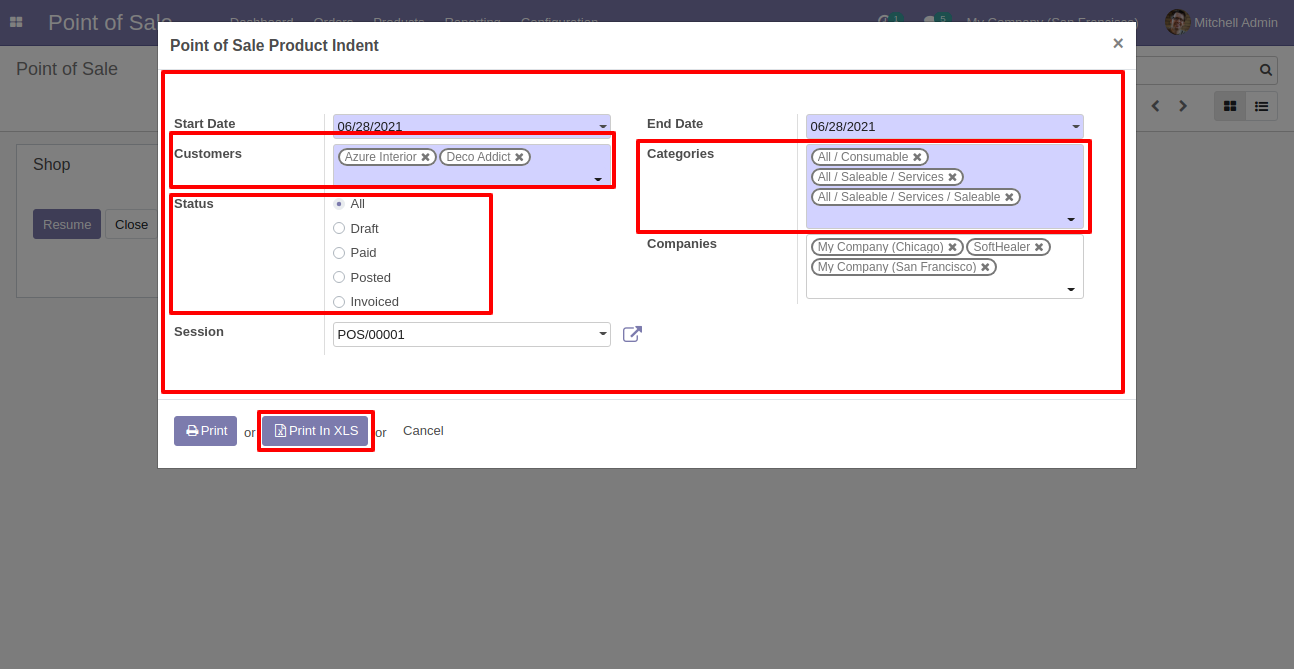 Point of Sale Dashboard Orders Products Reporting Configuration 1 5 My Company (San Francisco) Mitchell Admin
Point of Sale
Shop
Resume Close
Point of Sale Product Indent ×
Start Date 06/28/2021
End Date 06/28/2021
Customers Azure Interior Deco Addict
Categories All / Consumable
All / Saleable / Services
All / Saleable / Services / Saleable
Status All
Draft
Paid
Posted
Invoiced
Companies My Company (Chicago) SoftHealer
My Company (San Francisco)
Session POS/00001
Print or Print In XLS or Cancel